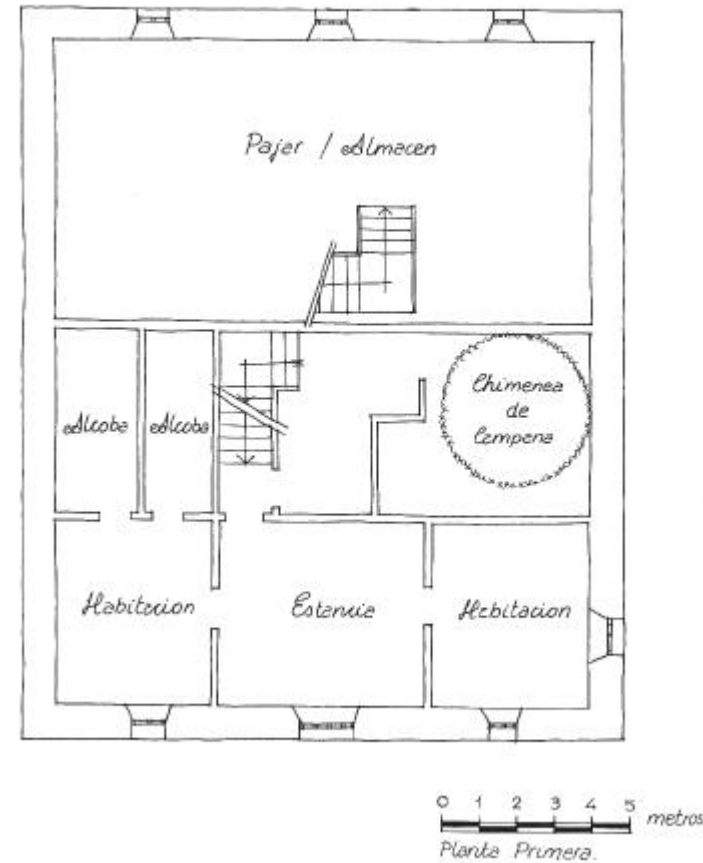 Pajar / Almacen
Chimenea
de
Campana
Alcoba
Alcoba
Habitacion
Estancia
Habitacion
0 1 2 3 4 5 metros
Planta Primera.